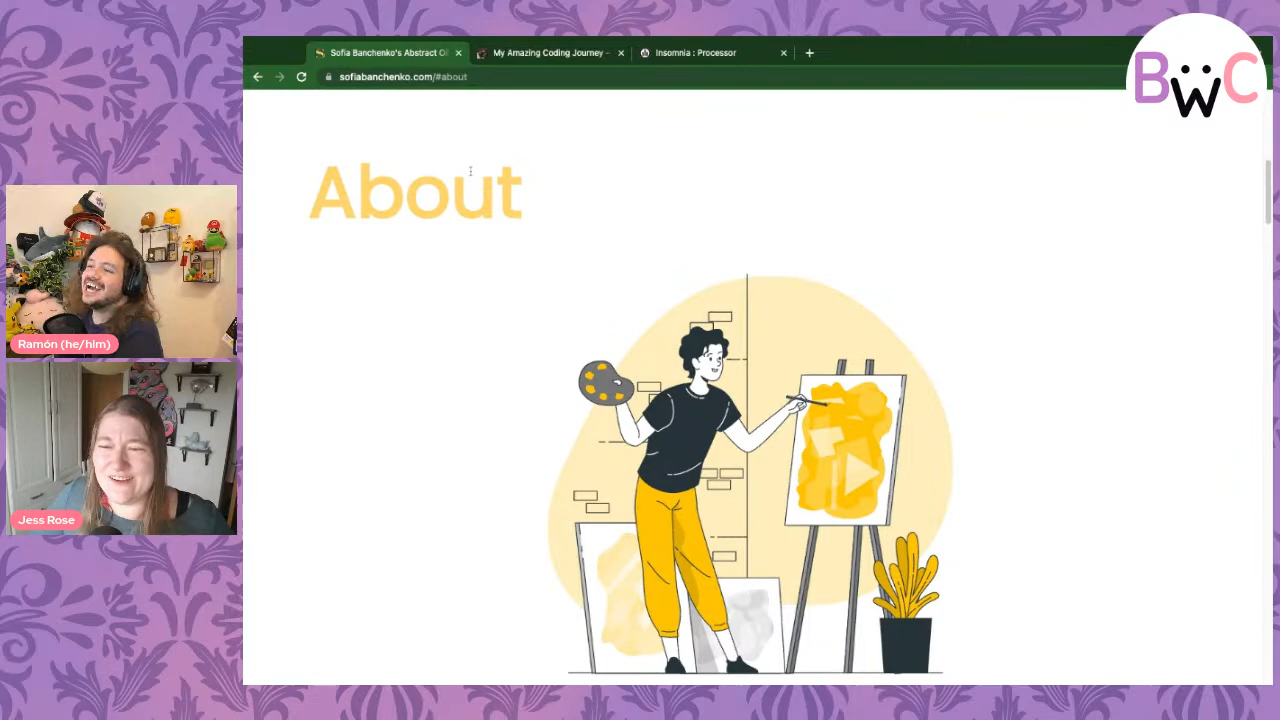 Sofia Banchenko's Abstract O
My Amazing Coding Journey –
Insomnia : Processor
sofiabanchenko.com/#about
BWC
About
Ramón (he/him)
Jess Rose